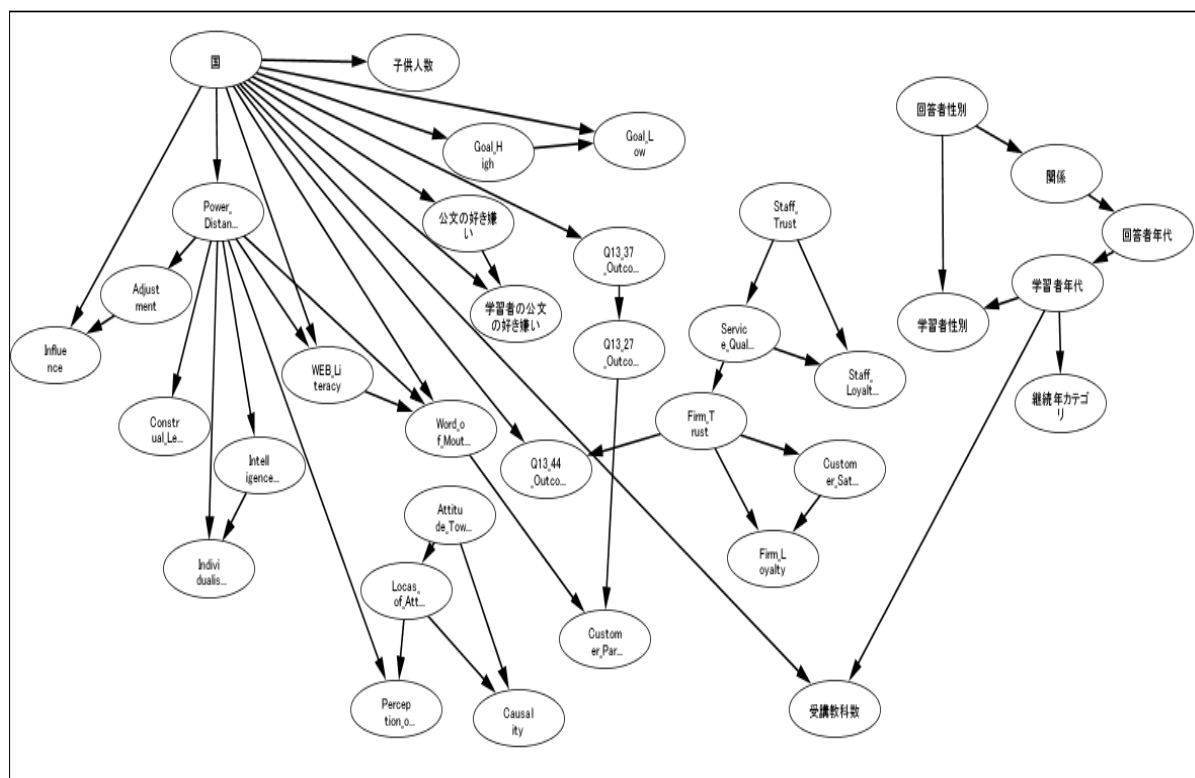 国
子供人数
回答者性別
Goal_H
igh
Goal_L
ow
関係
Power_
Distan...
公文の好き嫌
い
Staff_
Trust
回答者年代
Q13_37
_Outco...
Adjust
ment
学習者の公文
の好き嫌い
学習者年代
学習者性別
Influe
nce
WEB_Li
teracy
Q13_27
_Outco...
Servic
e_Qual...
Staff_
Loyalt...
Constr
ual_Le...
Word_o
f_Mout...
Firm_T
rust
継続年カテゴ
リ
Intell
igence...
Q13_44
_Outco...
Custom
er_Sat...
Attitu
de_Tow...
Indivi
dualis...
Firm_L
oyalty
Locas_
of_Att...
Custom
er_Par...
Percep
tion_o...
Causal
ity
受講教科数